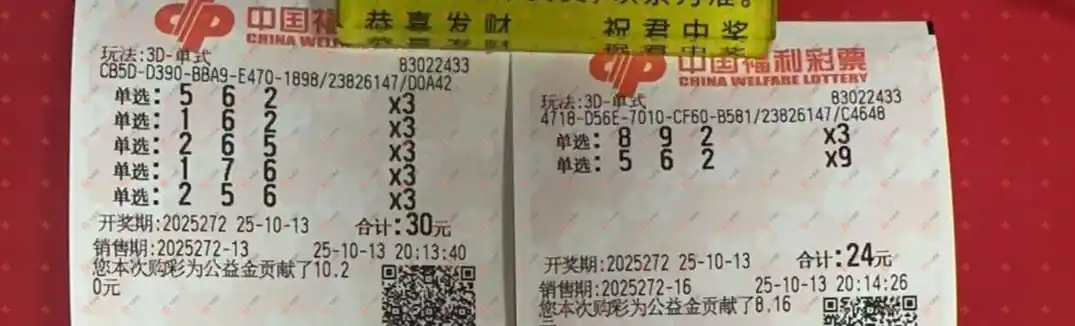 恭喜发财 祝君中奖
中国福
CHINA WELF
玩法:3D-单式 83022433
CB5D-D390-BBA9-E470-1898/23826147/D0A42
单选: 5 6 2 x3
单选: 1 6 2 x3
单选: 2 6 5 x3
单选: 1 7 6 x3
单选: 2 5 6 x3
开奖期:2025272 25-10-13 合计:30元
销售期:2025272-13 25-10-13 20:13:40
您本次购彩为公益金贡献了10.2
0元
中国福利彩票
CHINA WELFARE LOTTERY
玩法:3D-单式 83022433
4718-D56E-7010-CF60-B581/23826147/C4648
单选: 8 9 2 x3
单选: 5 6 2 x9
开奖期:2025272 25-10-13 合计:24元
销售期:2025272-16 25-10-13 20:14:26
您本次购彩为公益金贡献了8.16